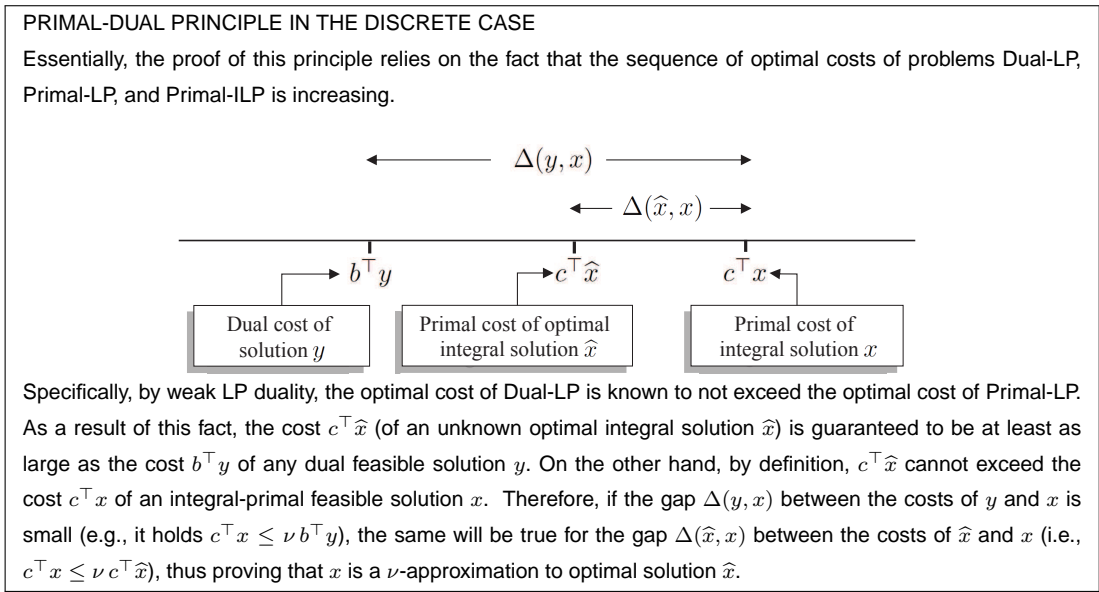 PRIMAL-DUAL PRINCIPLE IN THE DISCRETE CASE
Essentially, the proof of this principle relies on the fact that the sequence of optimal costs of problems Dual-LP,
Primal-LP, and Primal-ILP is increasing.
Δ(y, x)
Δ(x̂, x)
b⊤y c⊤x̂ c⊤x
Dual cost of
solution y
Primal cost of optimal
integral solution x̂
Primal cost of
integral solution x
Specifically, by weak LP duality, the optimal cost of Dual-LP is known to not exceed the optimal cost of Primal-LP.
As a result of this fact, the cost c⊤x̂ (of an unknown optimal integral solution x̂) is guaranteed to be at least as
large as the cost b⊤y of any dual feasible solution y. On the other hand, by definition, c⊤x̂ cannot exceed the
cost c⊤x of an integral-primal feasible solution x. Therefore, if the gap Δ(y, x) between the costs of y and x is
small (e.g., it holds c⊤x ≤ ν b⊤y), the same will be true for the gap Δ(x̂, x) between the costs of x̂ and x (i.e.,
c⊤x ≤ ν c⊤x̂), thus proving that x is a ν-approximation to optimal solution x̂.